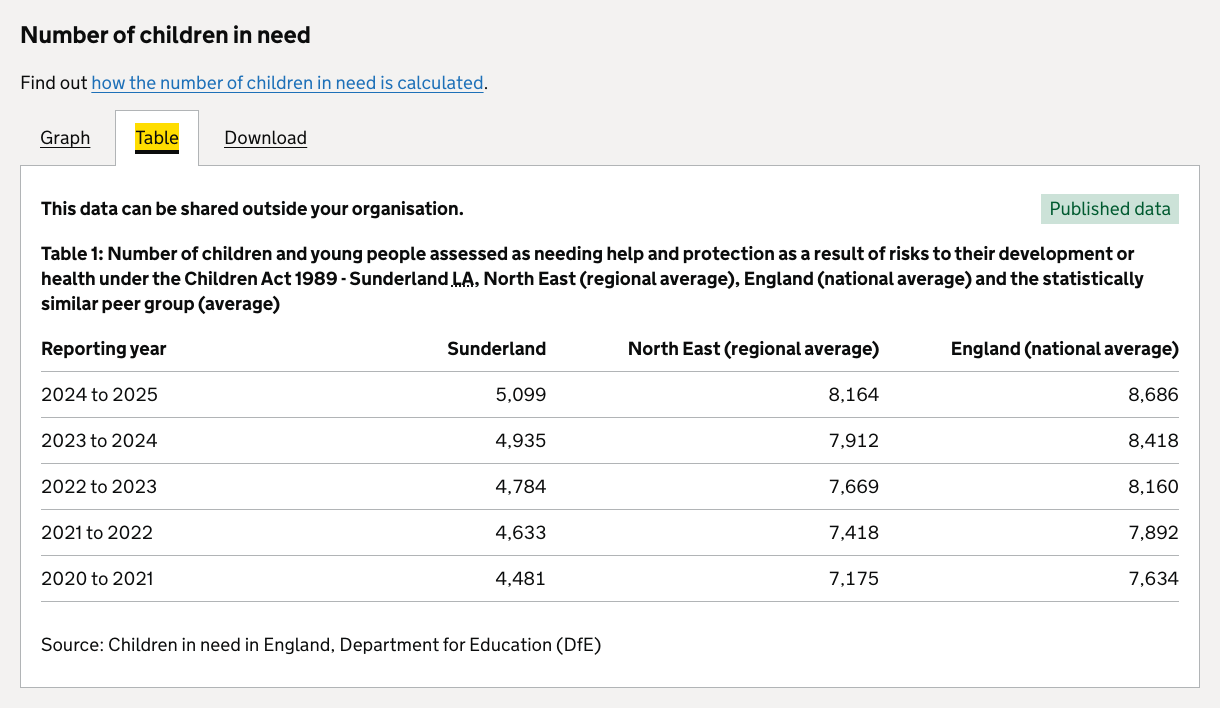 Number of children in need
Find out how the number of children in need is calculated.
Graph
Table
Download
This data can be shared outside your organisation.
Published data
Table 1: Number of children and young people assessed as needing help and protection as a result of risks to their development or
health under the Children Act 1989 - Sunderland LA, North East (regional average), England (national average) and the statistically
similar peer group (average)
Reporting year Sunderland North East (regional average) England (national average)
2024 to 2025 5,099 8,164 8,686
2023 to 2024 4,935 7,912 8,418
2022 to 2023 4,784 7,669 8,160
2021 to 2022 4,633 7,418 7,892
2020 to 2021 4,481 7,175 7,634
Source: Children in need in England, Department for Education (DfE)